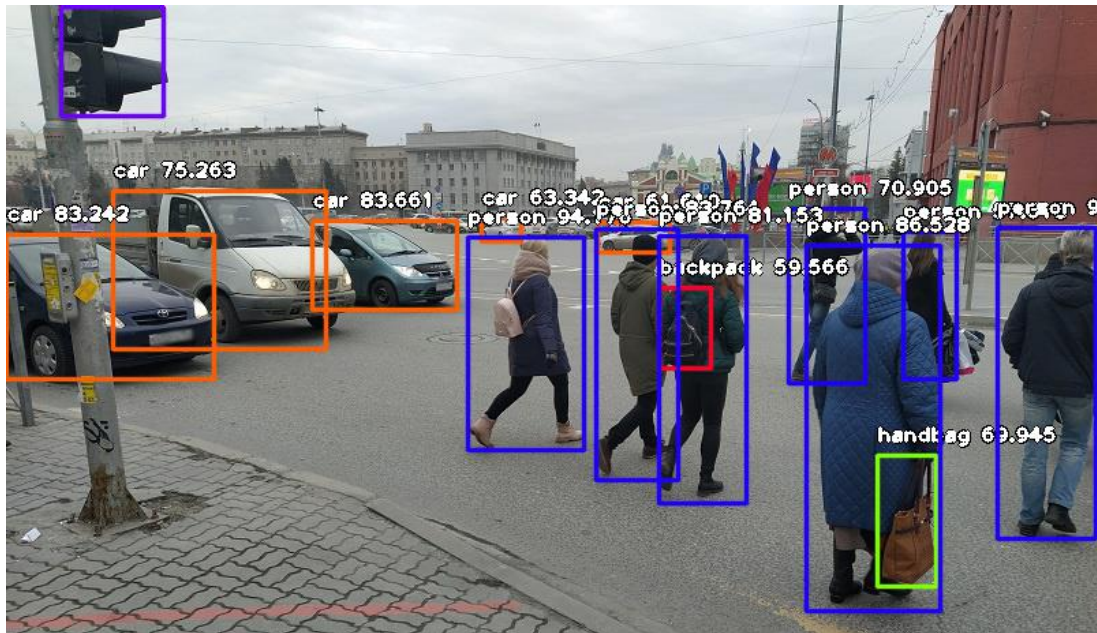 car 75.263
person 70.905
car 83.242
car 83.661
car 63.342
person
81.153
person 86.528
person 9
backpack 59.566
handbag 69.945